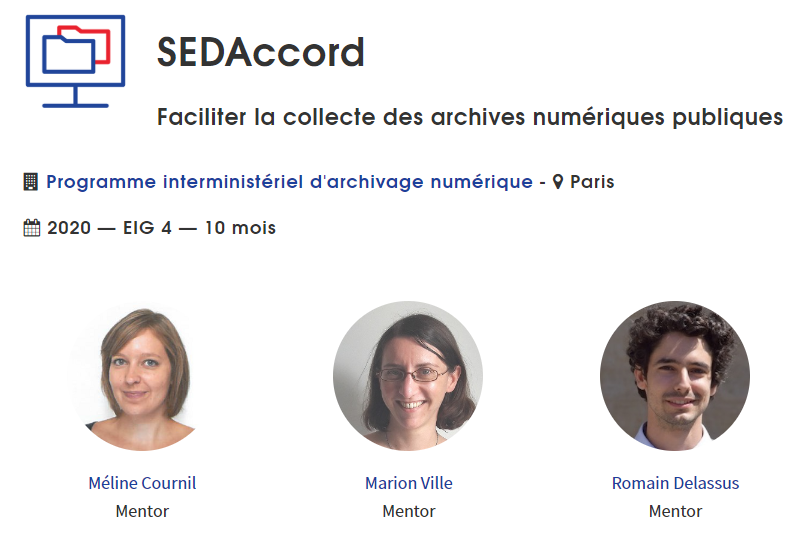 SEDAccord
Faciliter la collecte des archives numériques publiques
Programme interministériel d'archivage numérique - Paris
2020 — EIG 4 — 10 mois
Méline Cournil
Mentor
Marion Ville
Mentor
Romain Delassus
Mentor